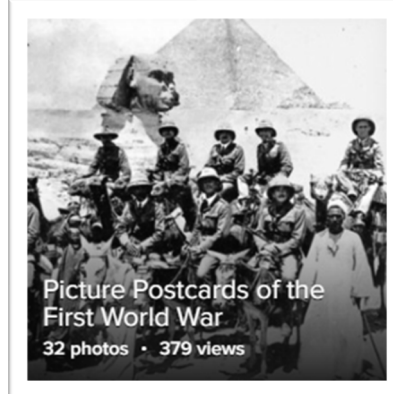 Picture Postcards of the
First World War
32 photos · 379 views